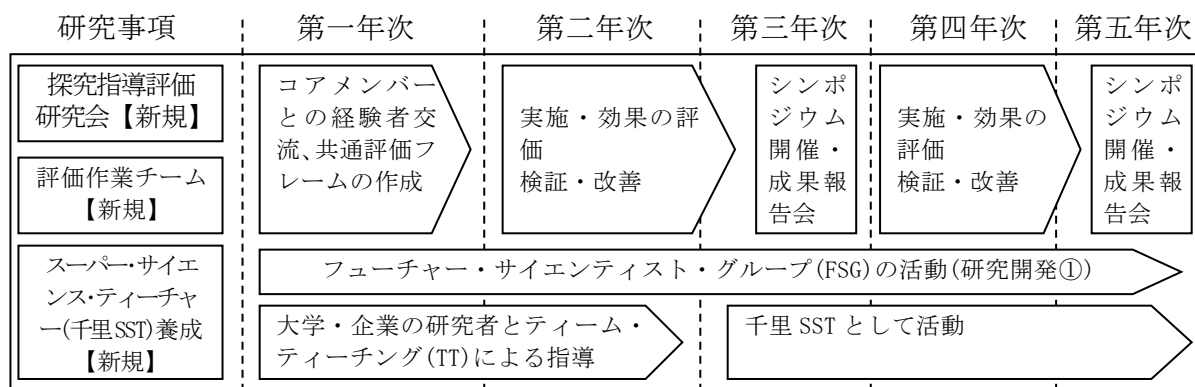 研究事項 第一年次 第二年次 第三年次 第四年次 第五年次
探究指導評価
研究会【新規】
評価作業チーム
【新規】
コアメンバー
との経験者交
流、共通評価フ
レームの作成
実施・効果の評
価
検証・改善
シンポ
ジウム
開催・
成果報
告会
実施・効果の
評価
検証・改善
シンポ
ジウム
開催・
成果報
告会
スーパー・サイエ
ンス・ティーチャ
ー(千里SST)養成
【新規】
フューチャー・サイエンティスト・グループ(FSG)の活動(研究開発①)
大学・企業の研究者とティーム・
ティーチング(TT)による指導
千里 SST として活動